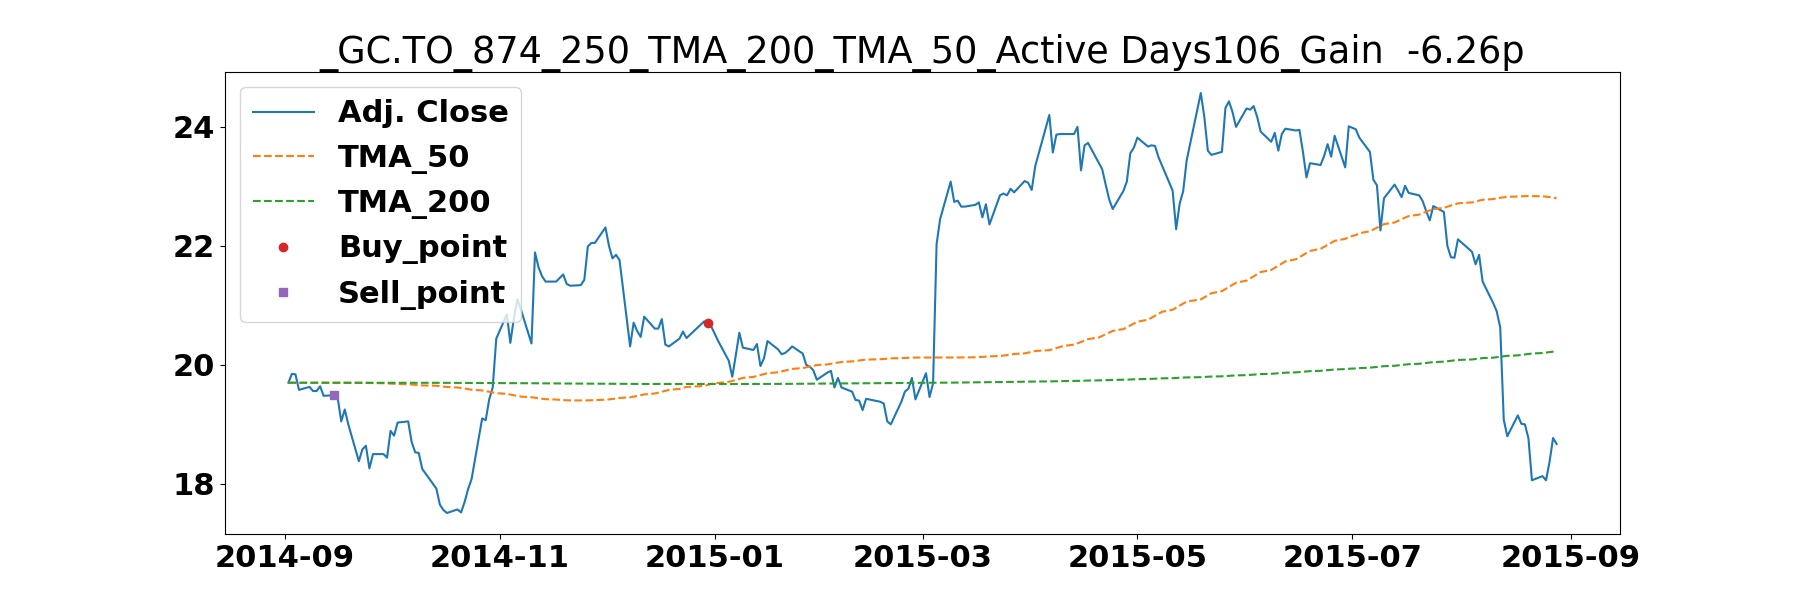 _GC.TO_874_250_TMA_200_TMA_50_Active Days106_Gain  -6.26p
Adj. Close
TMA_50
TMA_200
Buy_point
Sell_point
24
22
20
18
2014-09
2014-11
2015-01
2015-03
2015-05
2015-07
2015-09